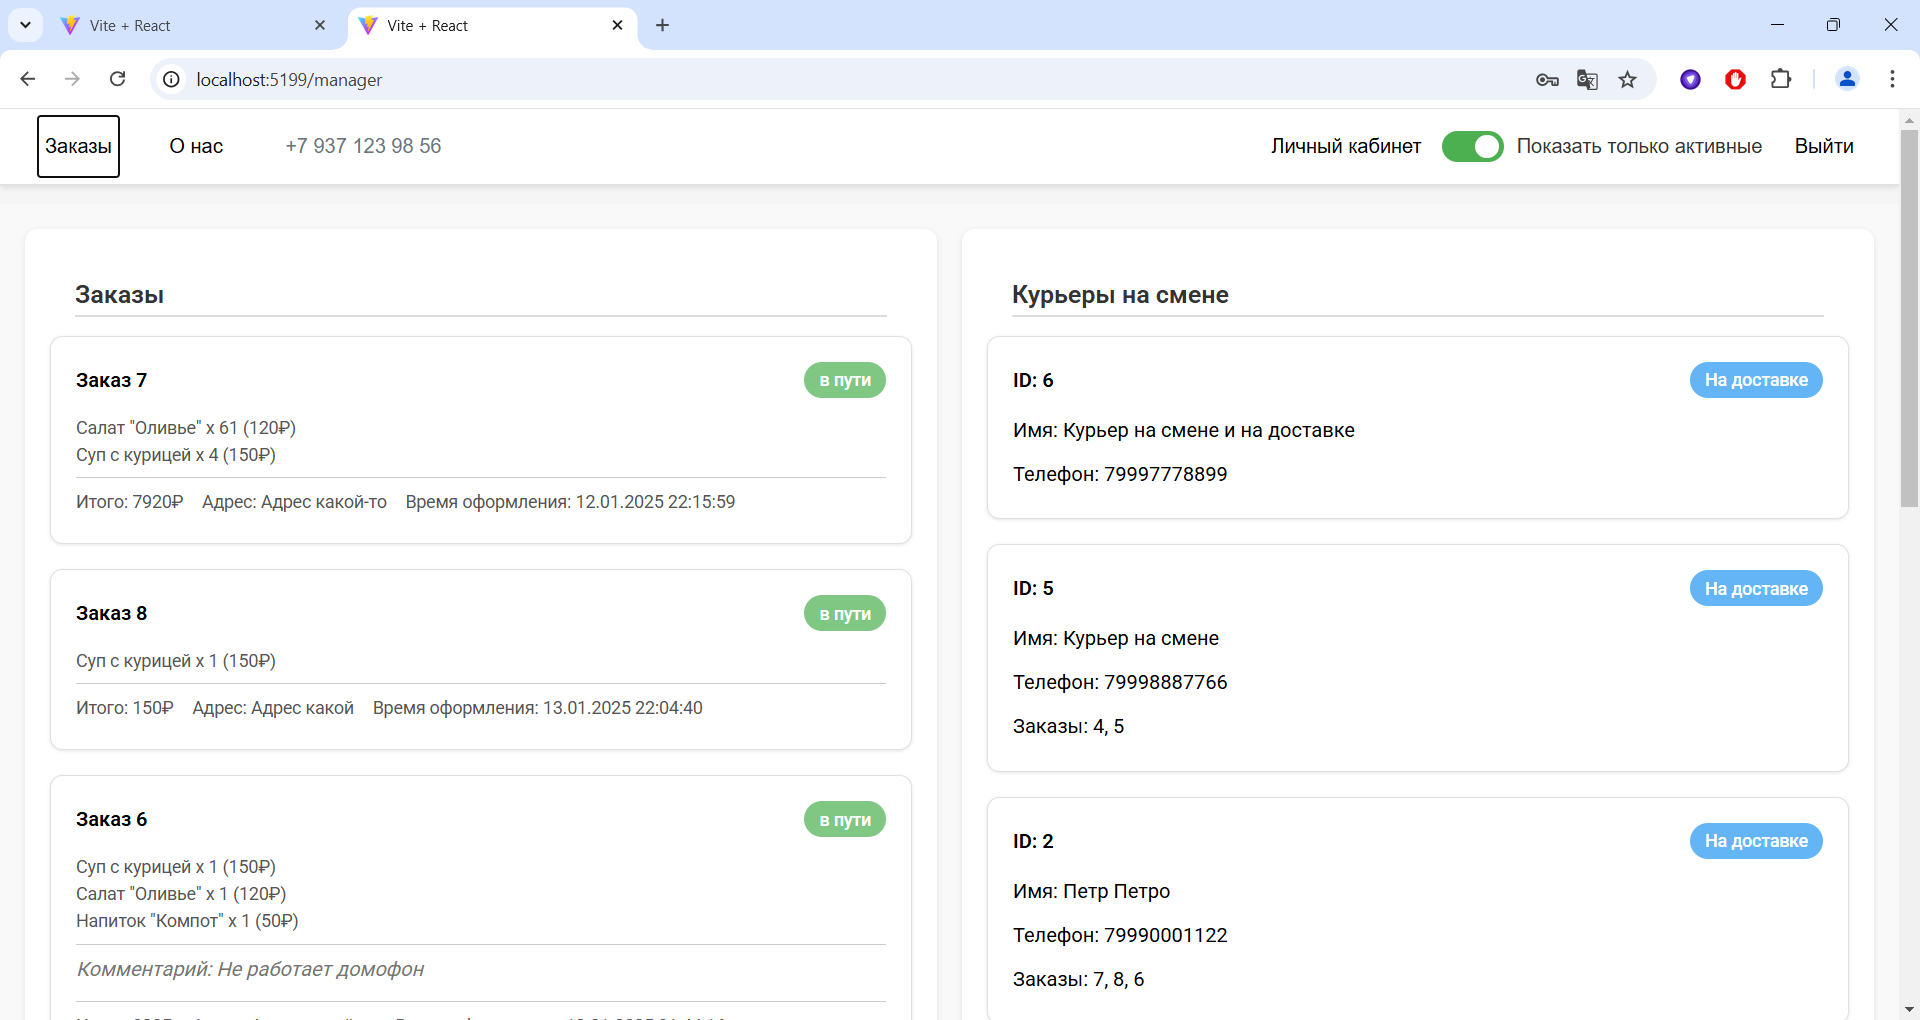 Vite + React
Vite + React
localhost:5199/manager
Заказы
О нас
+7 937 123 98 56
Личный кабинет
Показать только активные
Выйти
Заказы
Заказ 7
в пути
Салат "Оливье" x 61 (120₽)
Суп с курицей x 4 (150₽)
Итого: 7920₽ Адрес: Адрес какой-то Время оформления: 12.01.2025 22:15:59
Заказ 8
в пути
Суп с курицей x 1 (150₽)
Итого: 150₽ Адрес: Адрес какой Время оформления: 13.01.2025 22:04:40
Заказ 6
в пути
Суп с курицей x 1 (150₽)
Салат "Оливье" x 1 (120₽)
Напиток "Компот" x 1 (50₽)
Комментарий: Не работает домофон
Курьеры на смене
ID: 6
На доставке
Имя: Курьер на смене и на доставке
Телефон: 79997778899
ID: 5
На доставке
Имя: Курьер на смене
Телефон: 79998887766
Заказы: 4, 5
ID: 2
На доставке
Имя: Петр Петро
Телефон: 79990001122
Заказы: 7, 8, 6